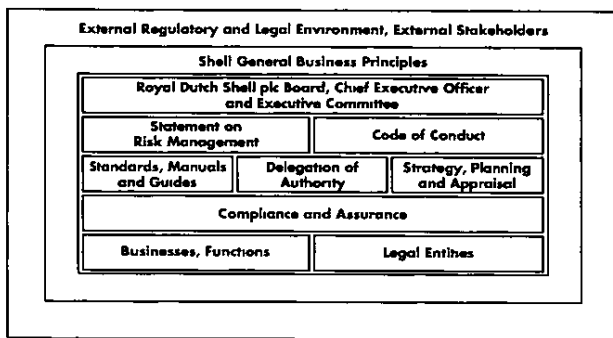 External Regulatory and Legal Environment, External Stakeholders
Shell General Business Principles
Royal Dutch Shell plc Board, Chief Executive Officer
and Executive Committee
Statement on
Risk Management
Code of Conduct
Standards, Manuals
and Guides
Delegation of
Authority
Strategy, Planning
and Appraisal
Compliance and Assurance
Businesses, Functions
Legal Entities